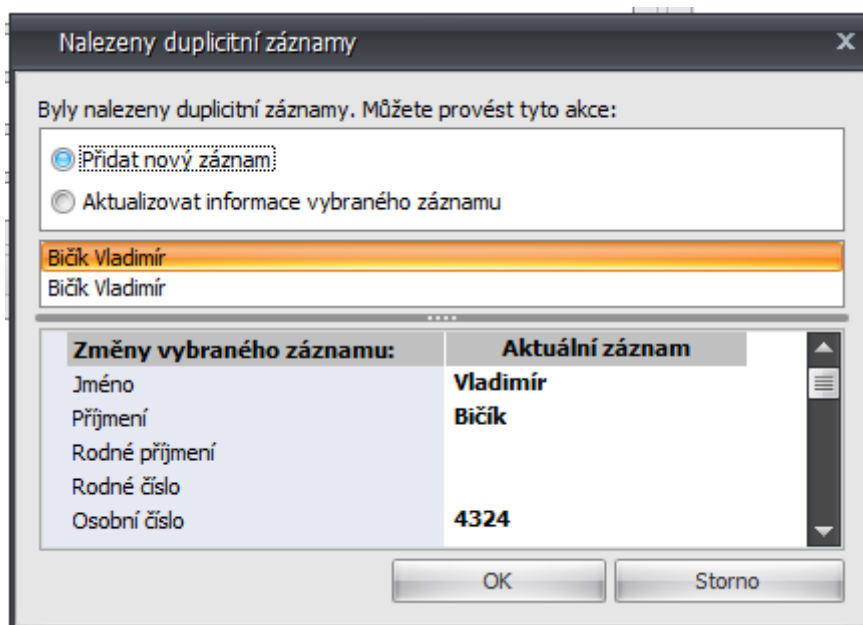 Nalezeny duplicitní záznamy
x
Byly nalezeny duplicitní záznamy. Můžete provést tyto akce:
Přidat nový záznam
Aktualizovat informace vybraného záznamu
Bičík Vladimír
Bičík Vladimír
Změny vybraného záznamu: Aktuální záznam
Jméno Vladimír
Příjmení Bičík
Rodné příjmení
Rodné číslo
Osobní číslo 4324
OK Storno